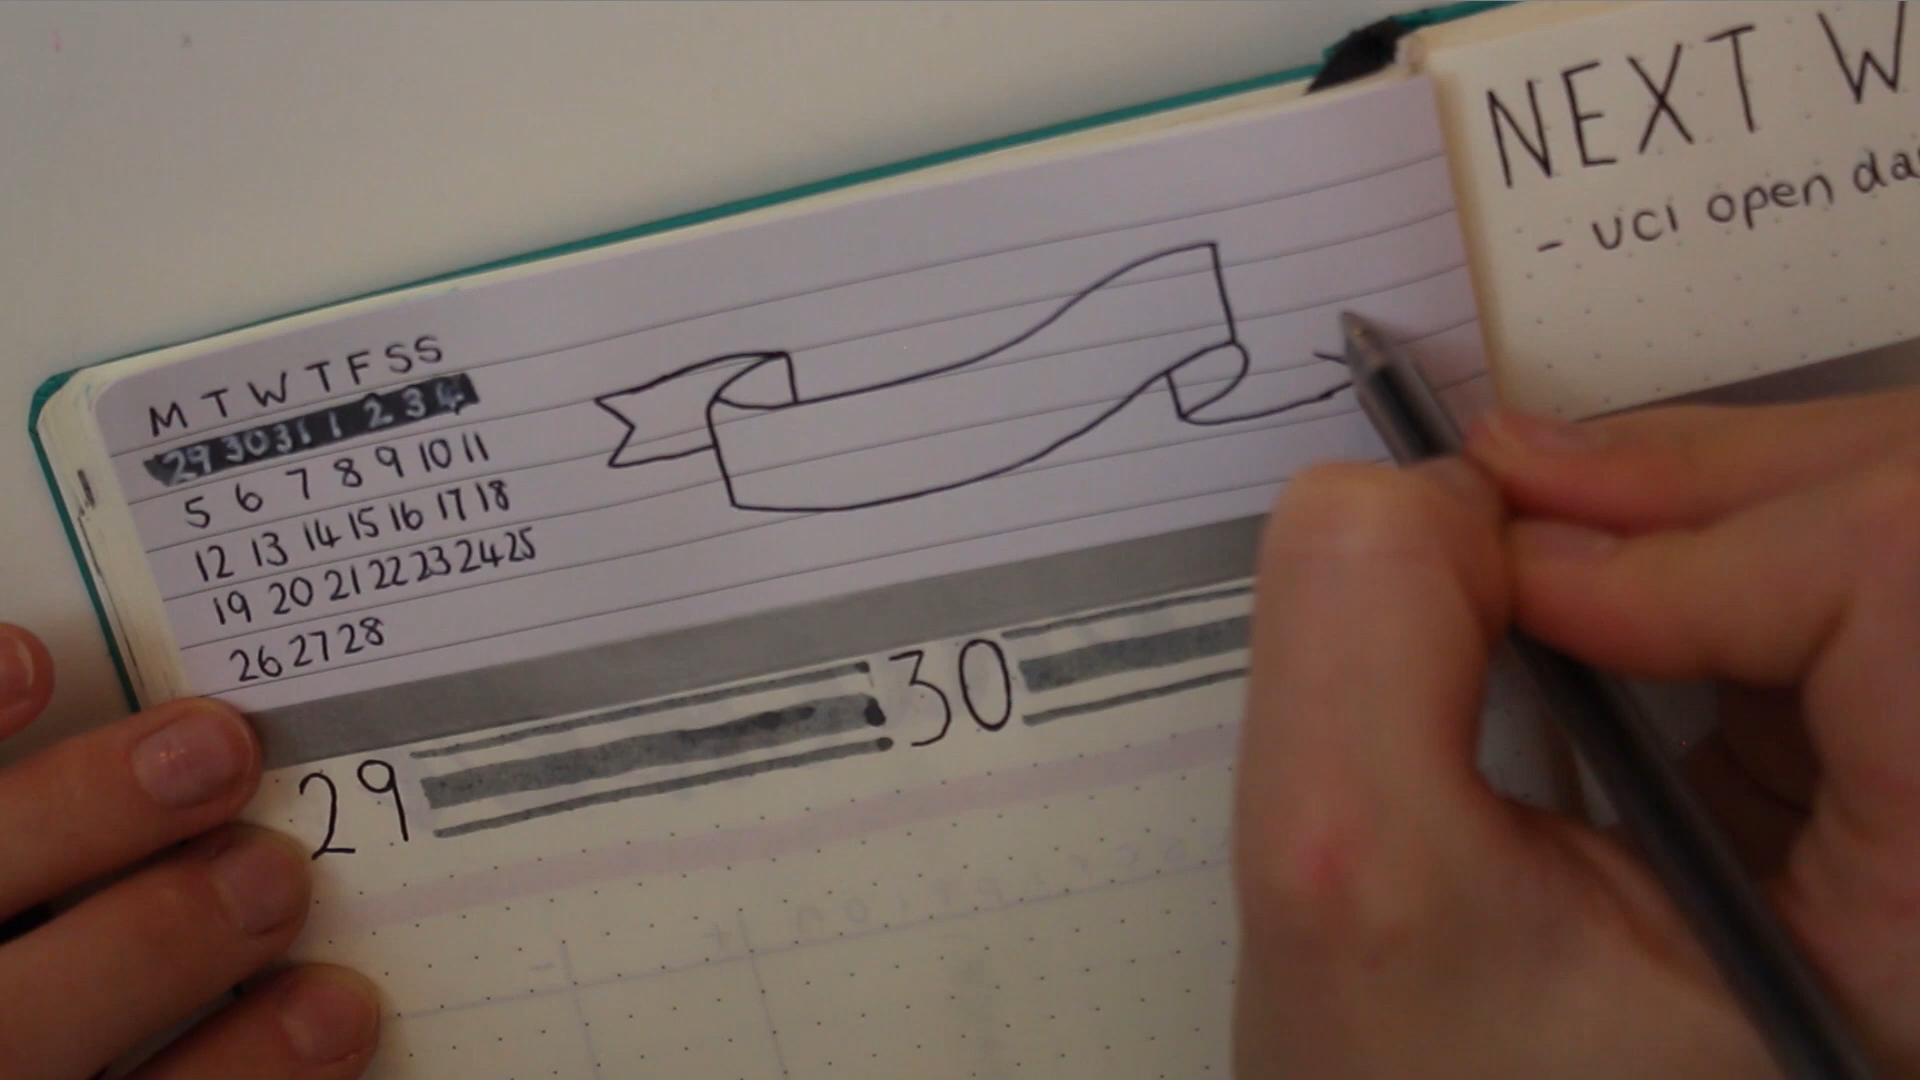 M T W T F S S
29 30 31 1 2 3 4
5 6 7 8 9 10 11
12 13 14 15 16 17 18
19 20 21 22 23 24 25
26 27 28
29
30
NEXT W
- uci open da